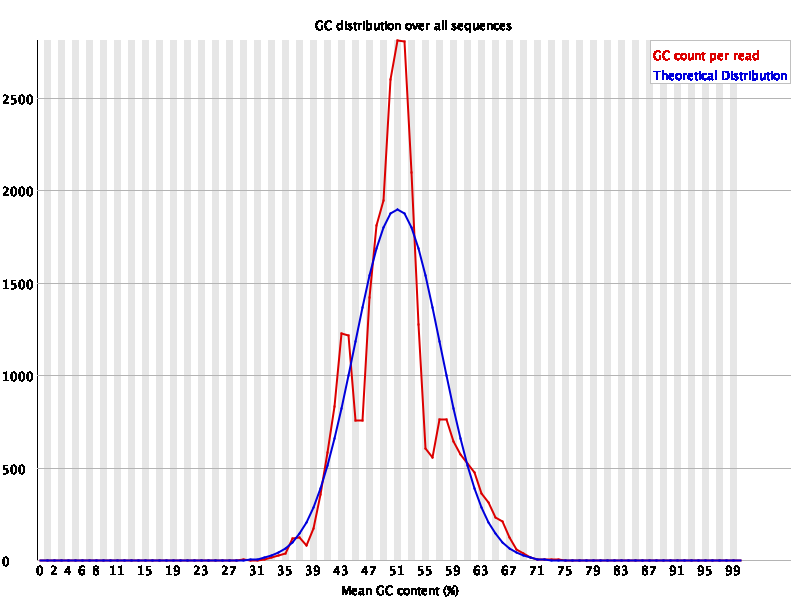 GC distribution over all sequences
GC count per read
Theoretical Distribution
2500
2000
1500
1000
500
0
0 2 4 6 8 11 15 19 23 27 31 35 39 43 47 51 55 59 63 67 71 75 79 83 87 91 95 99
Mean GC content (%)